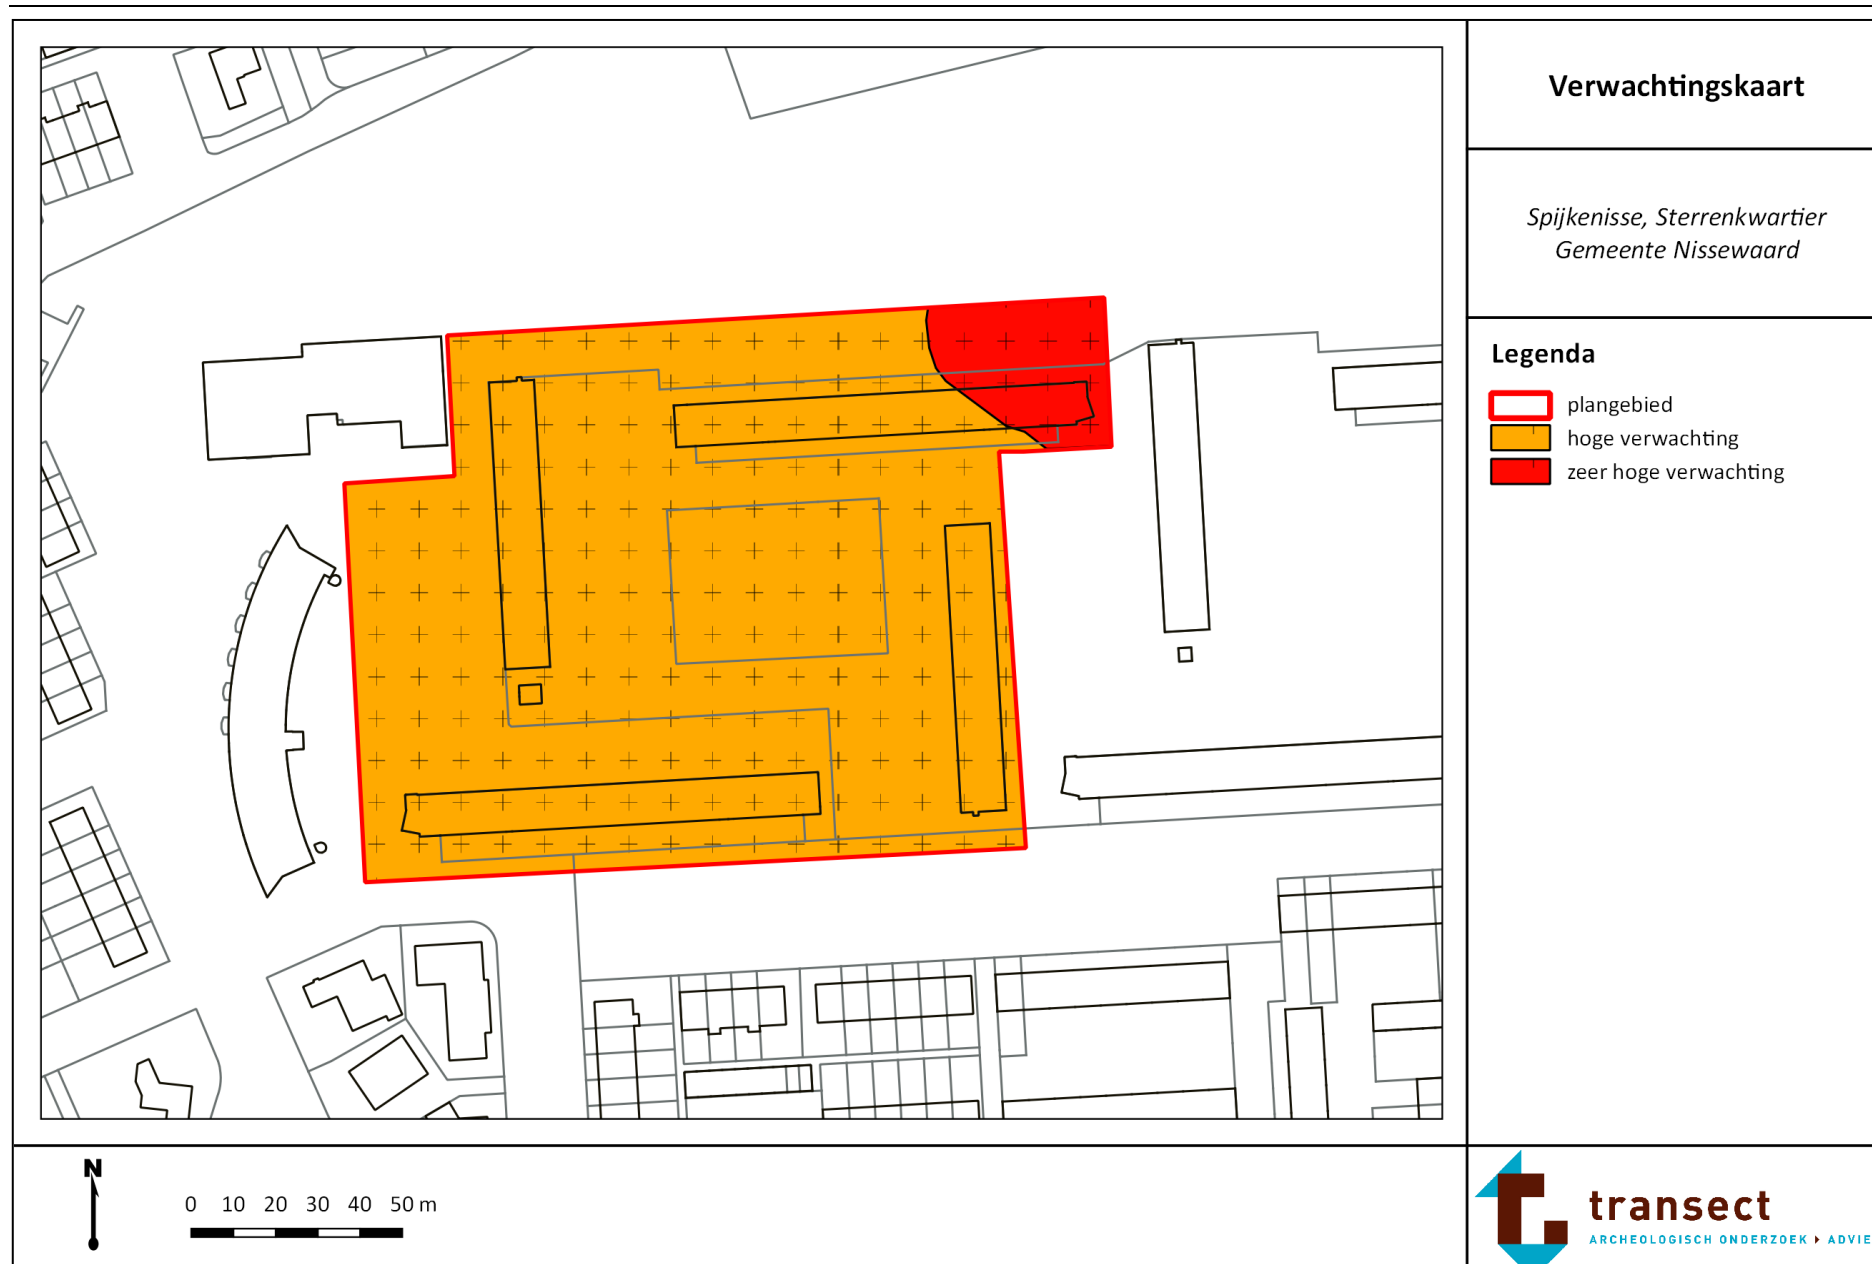 Verwachtingskaart
Spijkenisse, Sterrenkwartier
Gemeente Nissewaard
Legenda
plangebied
hoge verwachting
zeer hoge verwachting
N
0 10 20 30 40 50 m
transect
ARCHEOLOGISCH ONDERZOEK ADVIE